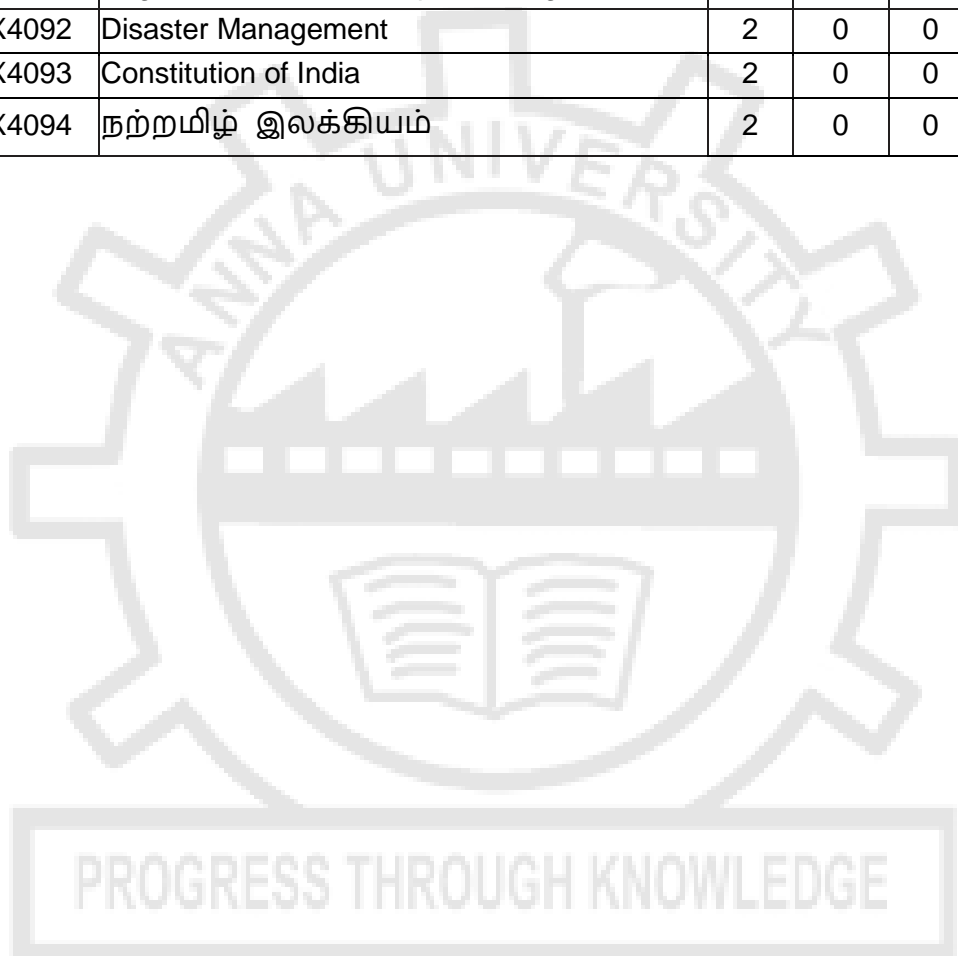 X4092 Disaster Management 2 0 0
X4093 Constitution of India 2 0 0
X4094 நற்றமிழ் இலக்கியம் 2 0 0
ANNA UNIVERSITY
PROGRESS THROUGH KNOWLEDGE